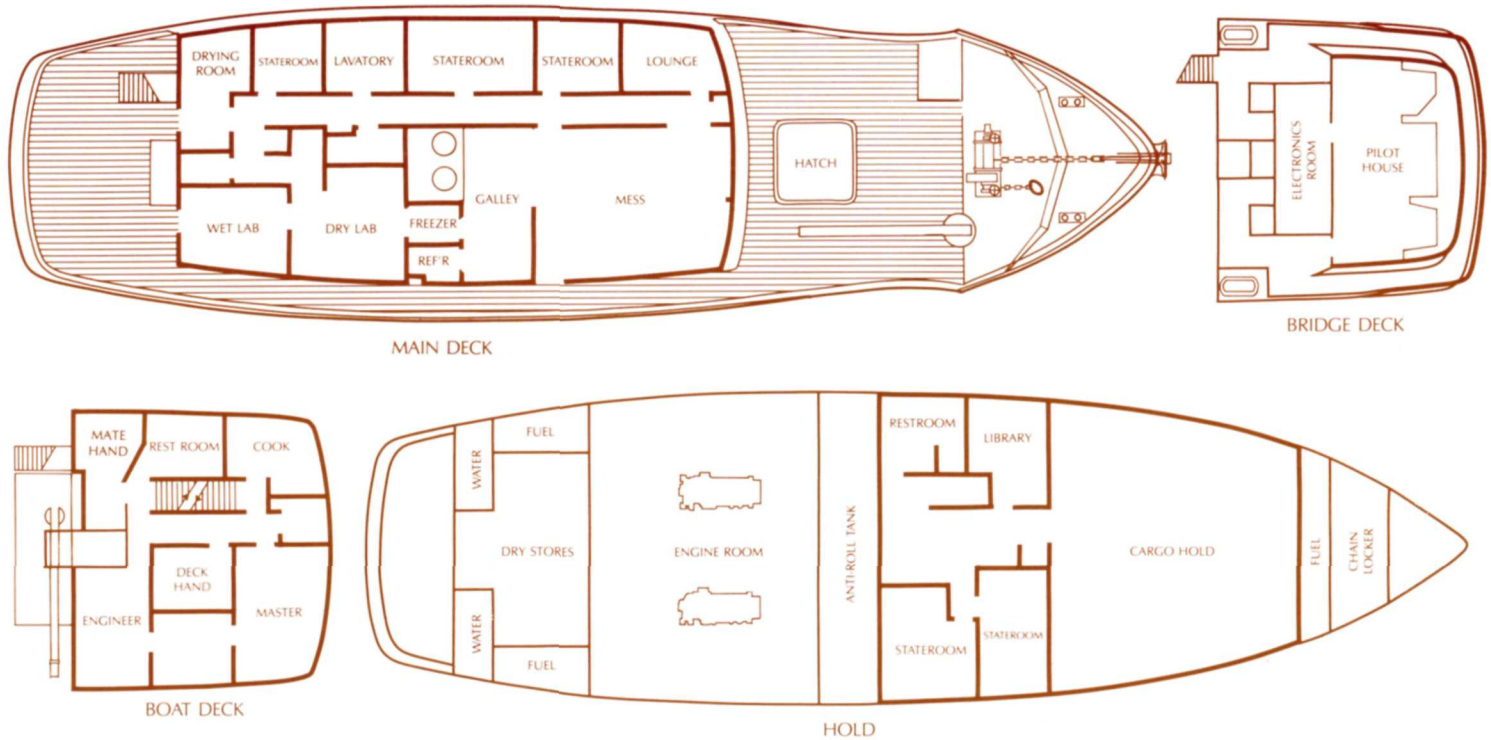 DRYING
ROOM
STATEROOM
LAVATORY
STATEROOM
STATEROOM
LOUNGE
HATCH
GALLEY
MESS
WET LAB
DRY LAB
FREEZER
REF'R
MAIN DECK
ELECTRONICS
ROOM
PILOT
HOUSE
BRIDGE DECK
MATE
HAND
REST ROOM
COOK
DECK
HAND
ENGINEER
MASTER
BOAT DECK
FUEL
WATER
DRY STORES
WATER
FUEL
ENGINE ROOM
ANTI-ROLL TANK
RESTROOM
LIBRARY
STATEROOM
STATEROOM
CARGO HOLD
FUEL
CHAIN
LOCKER
HOLD